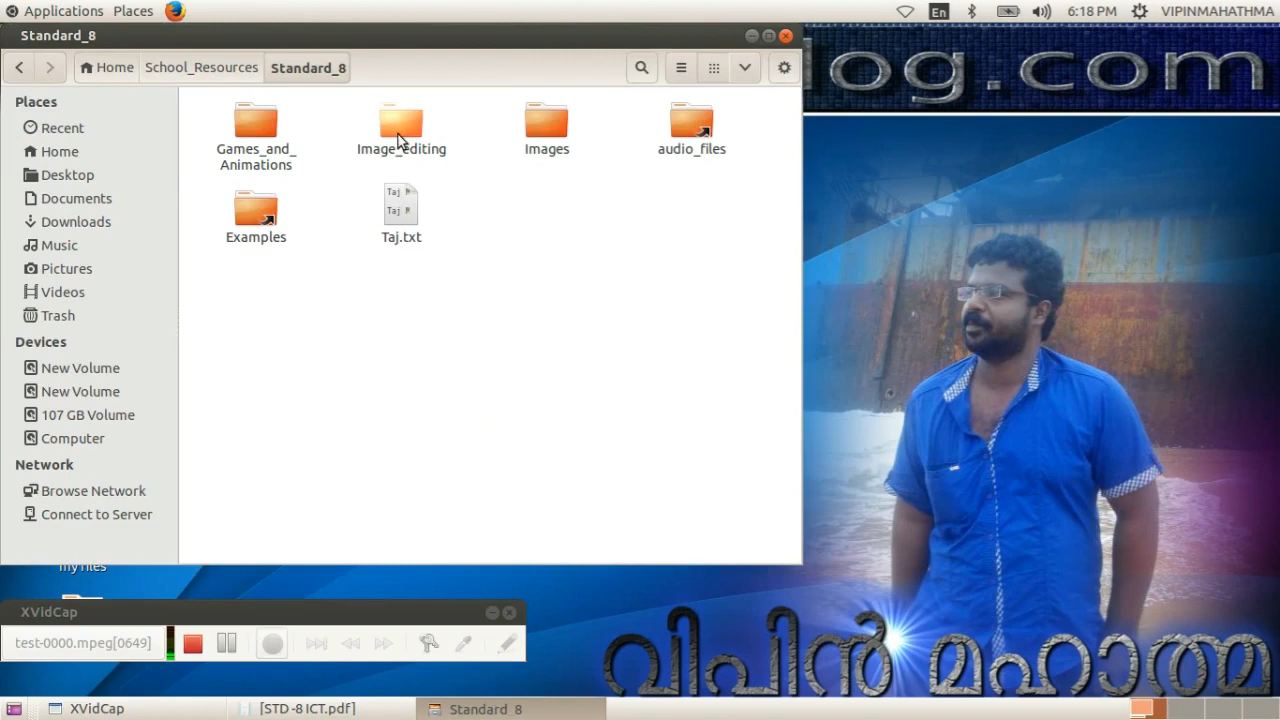 Applications Places En 6:18 PM VIPINMAHATHMA
Standard_8
Home School_Resources Standard_8
Places
Recent
Home
Desktop
Documents
Downloads
Music
Pictures
Videos
Trash
Devices
New Volume
New Volume
107 GB Volume
Computer
Network
Browse Network
Connect to Server
Games_and_
Animations
Image_editing
Images
audio_files
Examples
Taj.txt
log.com
my files
XVidCap
test-0000.mpeg[0649]
വിപിൻ മഹാത്മ
XVidCap [STD-8 ICT.pdf] Standard_8